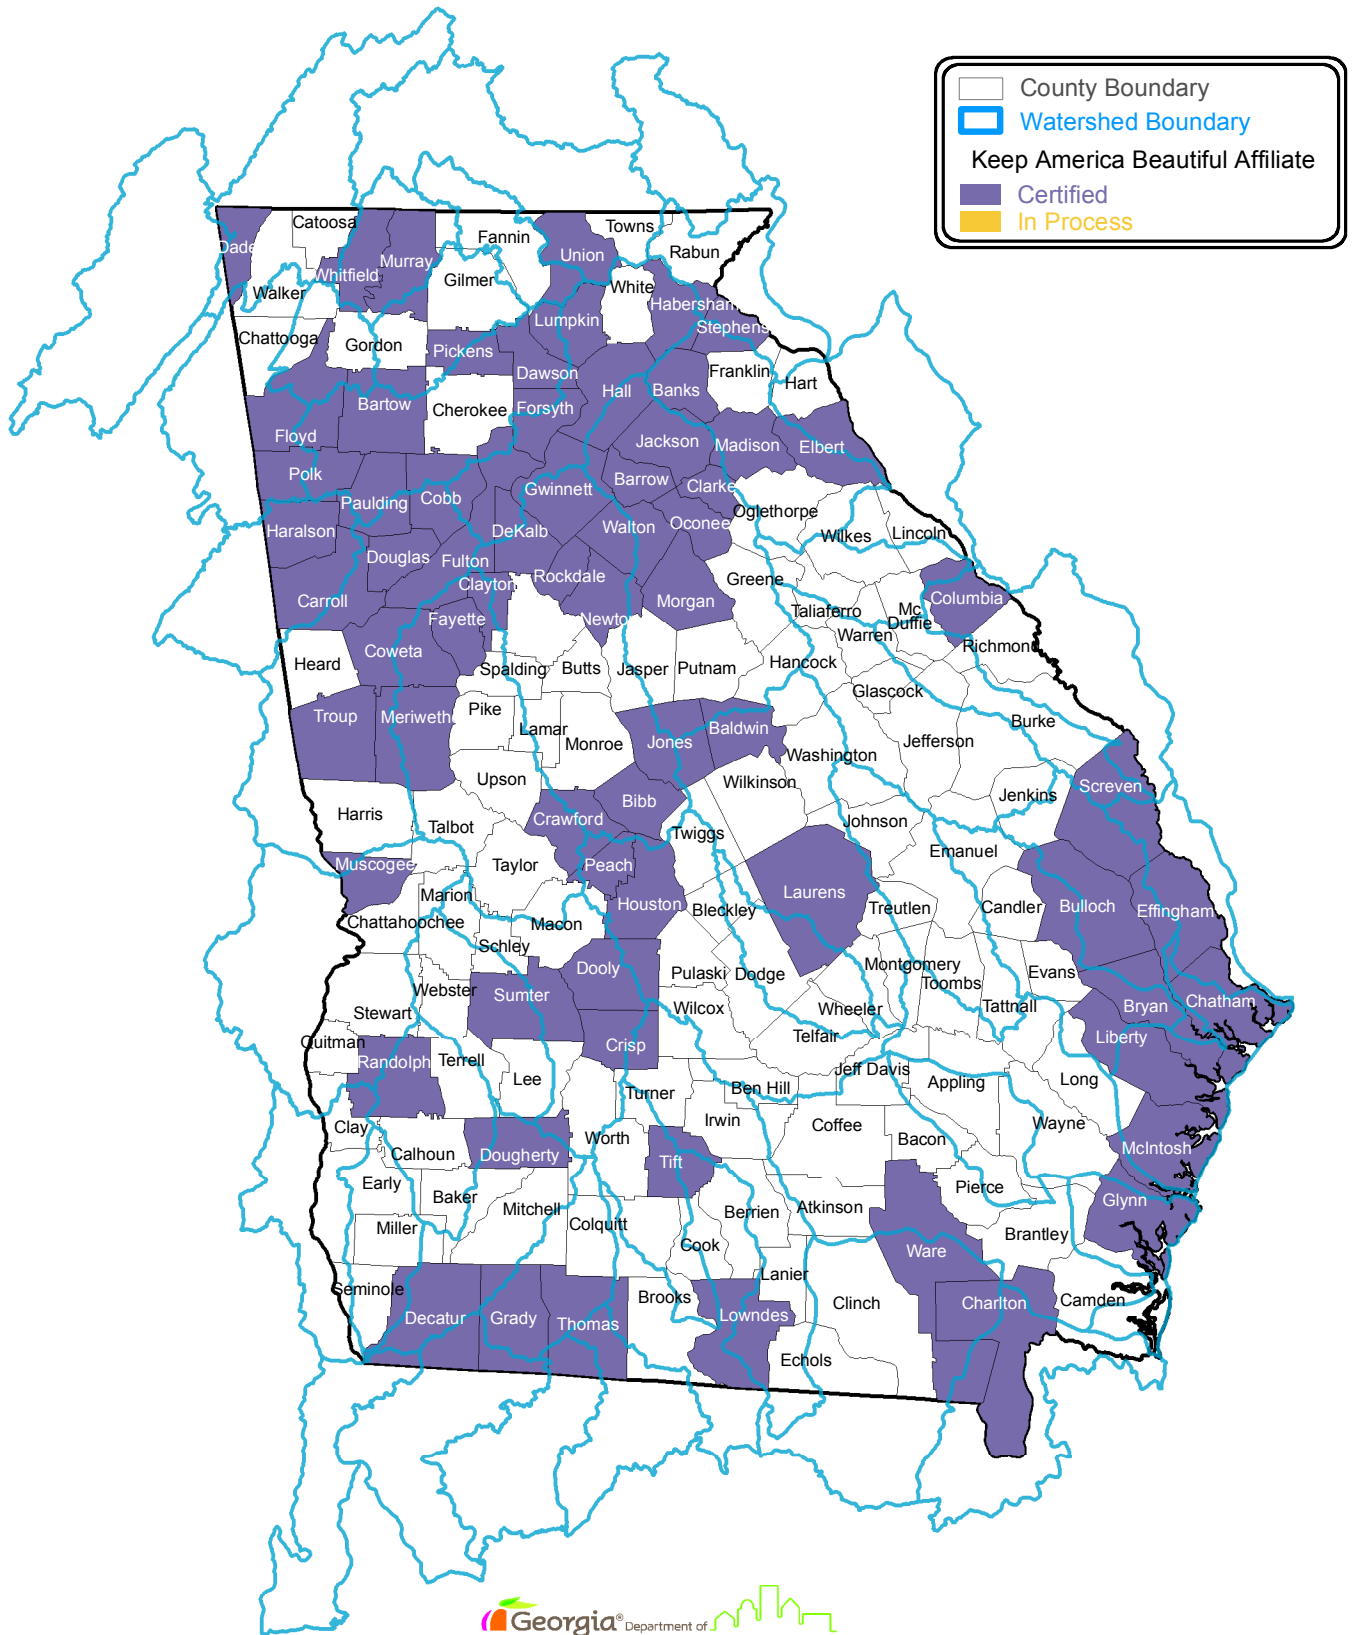 County Boundary
Watershed Boundary
Keep America Beautiful Affiliate
Certified
In Process
Dade
Catoosa
Whitfield
Murray
Fannin
Union
Towns
Rabun
Walker
Gilmer
White
Habersham
Stephens
Chattooga
Gordon
Pickens
Lumpkin
Dawson
Franklin
Hart
Floyd
Bartow
Cherokee
Forsyth
Hall
Banks
Polk
Jackson
Madison
Elbert
Paulding
Cobb
Gwinnett
Barrow
Clarke
Oglethorpe
Haralson
Douglas
Fulton
DeKalb
Walton
Oconee
Wilkes
Lincoln
Carroll
Clayton
Rockdale
Morgan
Greene
Taliaferro
Mc
Duffie
Columbia
Coweta
Fayette
Newto
Warren
Richmond
Heard
Spalding
Butts
Jasper
Putnam
Hancock
Glascock
Troup
Meriwethe
Pike
Lamar
Monroe
Jones
Baldwin
Washington
Jefferson
Burke
Upson
Wilkinson
Jenkins
Screven
Harris
Talbot
Crawford
Bibb
Twiggs
Johnson
Emanuel
Muscogee
Taylor
Peach
Marion
Houston
Bleckley
Laurens
Treutlen
Candler
Bulloch
Effingham
Chattahoochee
Macon
Schley
Dooly
Pulaski
Dodge
Montgomery
Toombs
Evans
Webster
Sumter
Wilcox
Wheeler
Tattnall
Bryan
Chatham
Stewart
Telfair
Liberty
Quitman
Randolph
Terrell
Lee
Crisp
Turner
Ben Hill
Jeff Davis
Appling
Long
Clay
Calhoun
Dougherty
Worth
Irwin
Coffee
Bacon
Wayne
McIntosh
Early
Baker
Tift
Pierce
Glynn
Miller
Mitchell
Colquitt
Berrien
Atkinson
Brantley
Cook
Ware
Seminole
Lanier
Decatur
Grady
Thomas
Brooks
Lowndes
Clinch
Charlton
Camden
Echols
Georgia® Department of